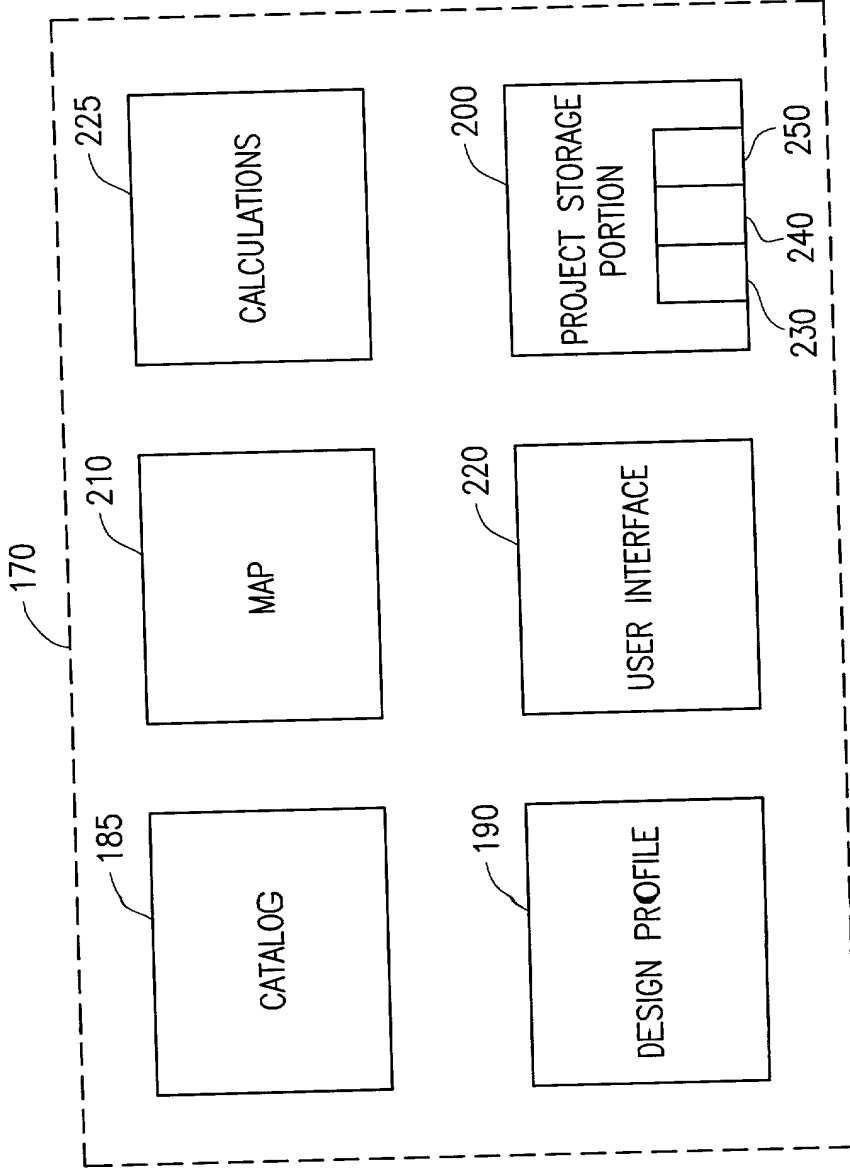 170
185
CATALOG
210
MAP
225
CALCULATIONS
190
DESIGN PROFILE
220
USER INTERFACE
200
PROJECT STORAGE
PORTION
230
240
250